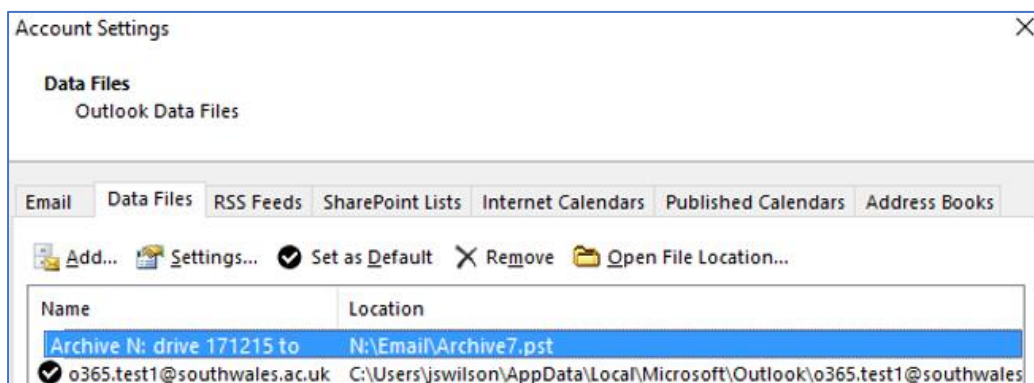 Account Settings
Data Files
Outlook Data Files
Email Data Files RSS Feeds SharePoint Lists Internet Calendars Published Calendars Address Books
Add... Settings... Set as Default Remove Open File Location...
Name Location
Archive N: drive 171215 to N:\Email\Archive7.pst
o365.test1@southwales.ac.uk C:\Users\jswilson\AppData\Local\Microsoft\Outlook\o365.test1@southwales